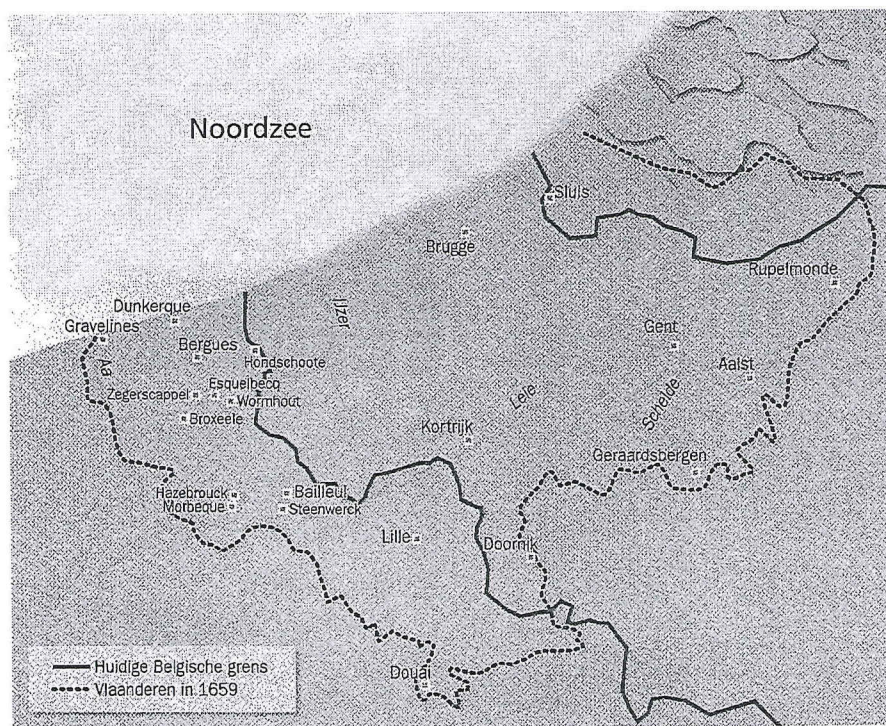 Noordzee
Sluis
Brugge
Rupelmonde
IJzer
Dunkerque
Gravelines
Gent
Bergues
Hondschoote
Aa
Aalst
Esquelbecq
Zegerscappel
Wormhout
Leie
Schelde
Broxeele
Kortrijk
Geraardsbergen
Hazebrouck
Bailleul
Morbeque
Steenwerck
Lille
Doornik
Huidige Belgische grens
Douai
Vlaanderen in 1659